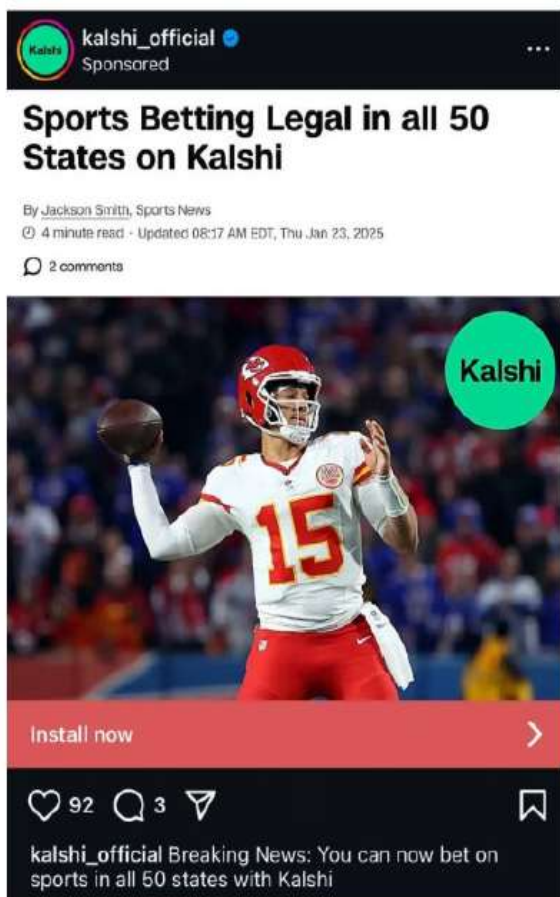 Kalshi
kalshi_official
Sponsored
Sports Betting Legal in all 50
States on Kalshi
By Jackson Smith, Sports News
4 minute read - Updated 08:17 AM EDT, Thu Jan 23, 2025
2 comments
Kalshi
15
15
Install now
92
3
kalshi_official Breaking News: You can now bet on
sports in all 50 states with Kalshi